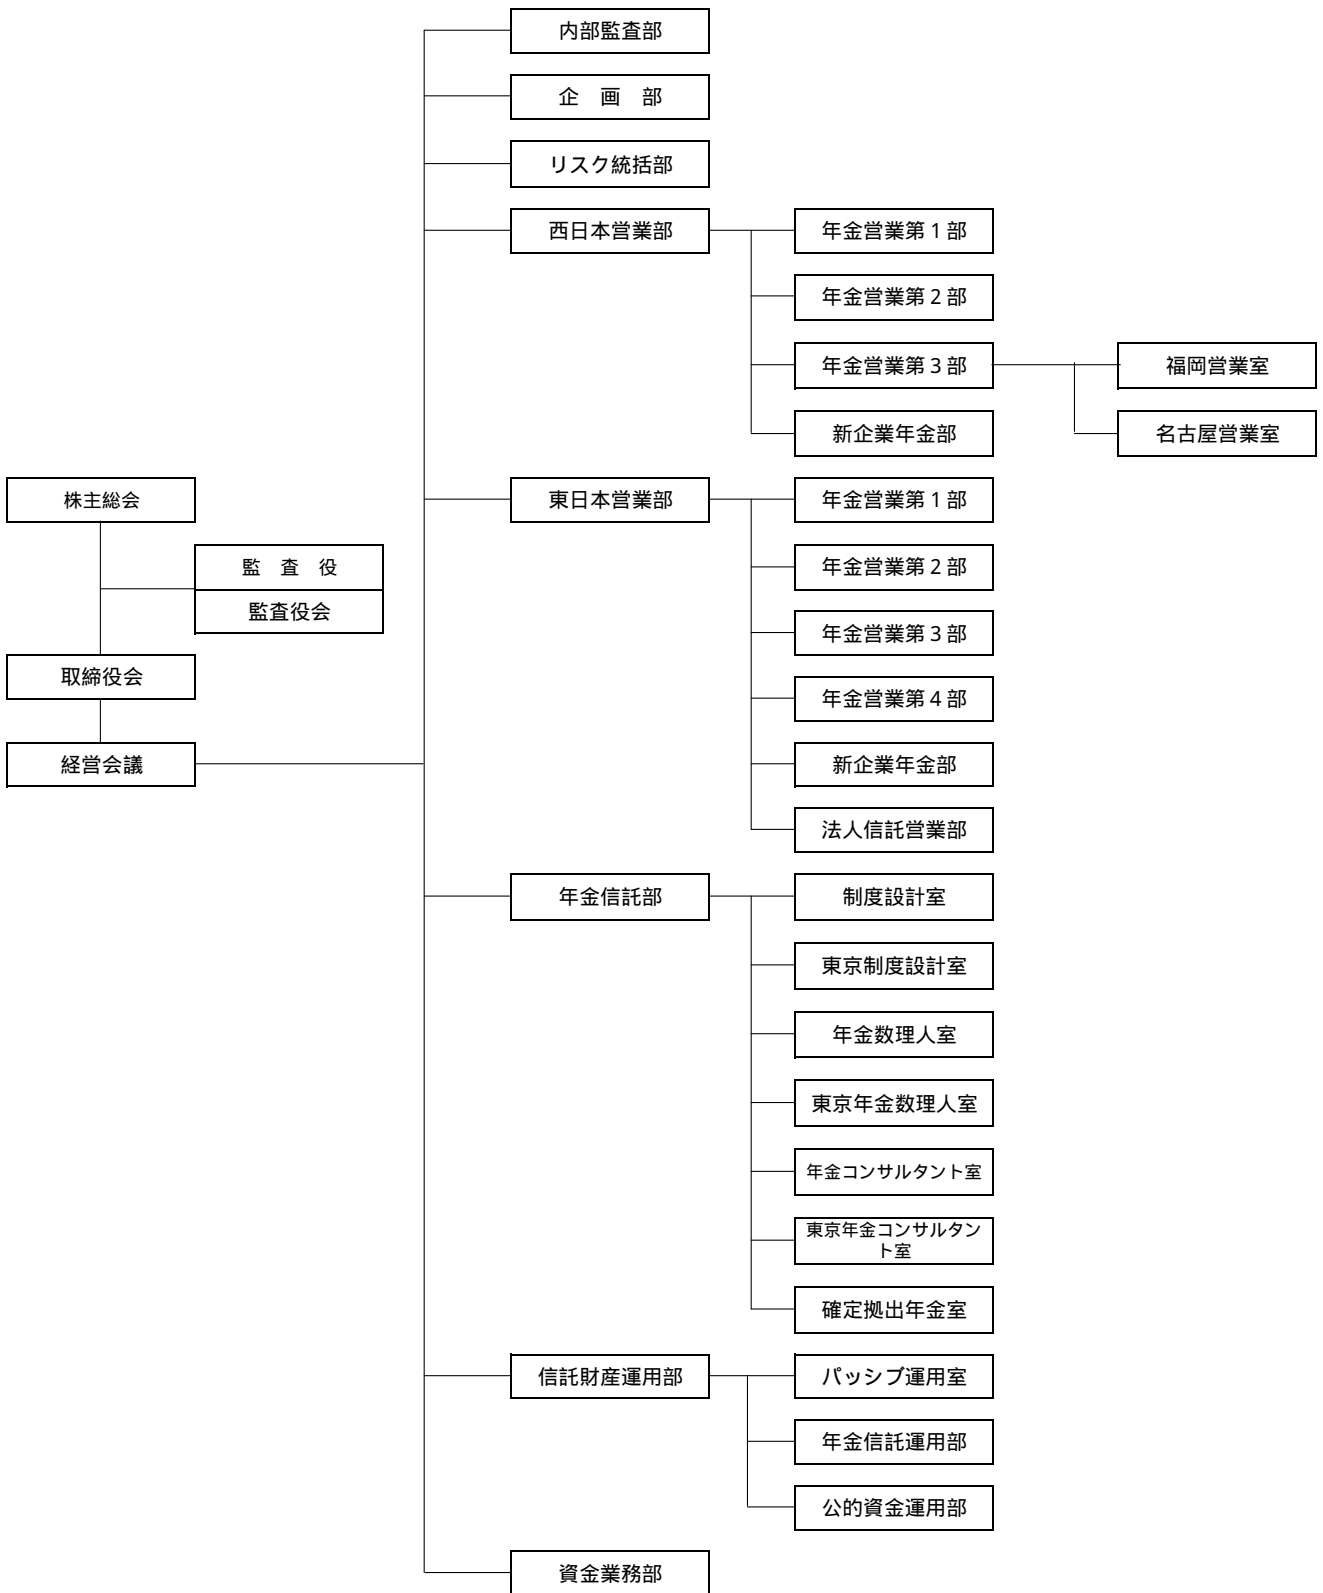 内部監査部
企　画　部
リスク統括部
西日本営業部
年金営業第１部
年金営業第２部
年金営業第３部
福岡営業室
新企業年金部
名古屋営業室
株主総会
東日本営業部
年金営業第１部
監　査　役
年金営業第２部
監査役会
年金営業第３部
取締役会
年金営業第４部
経営会議
新企業年金部
法人信託営業部
年金信託部
制度設計室
東京制度設計室
年金数理人室
東京年金数理人室
年金コンサルタント室
東京年金コンサルタン
ト室
確定拠出年金室
信託財産運用部
パッシブ運用室
年金信託運用部
公的資金運用部
資金業務部